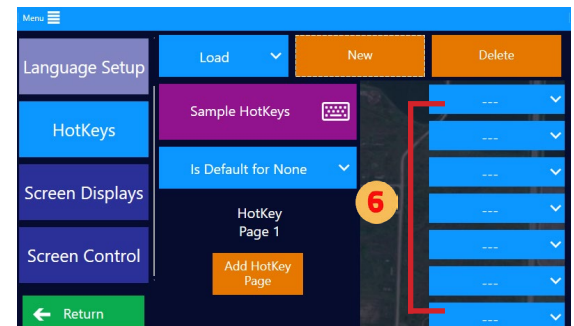 Menu
Language Setup
Load
New
Delete
HotKeys
Sample HotKeys
---
---
Is Default for None
---
Screen Displays
6
---
HotKey
Page 1
Screen Control
---
Add HotKey
Page
---
Return
---